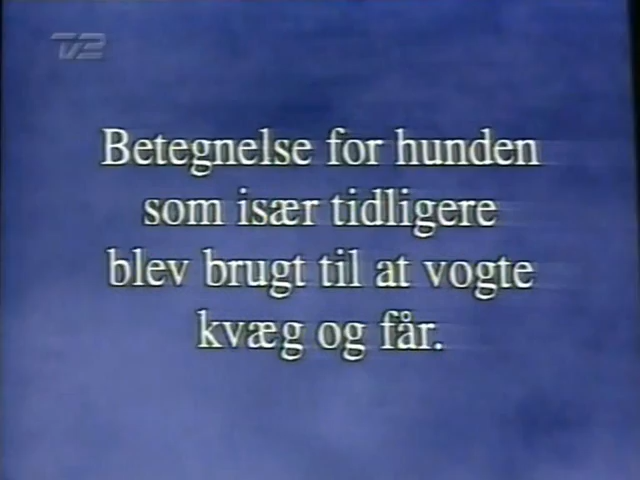 TV2
Betegnelse for hunden
som især tidligere
blev brugt til at vogte
kvæg og får.